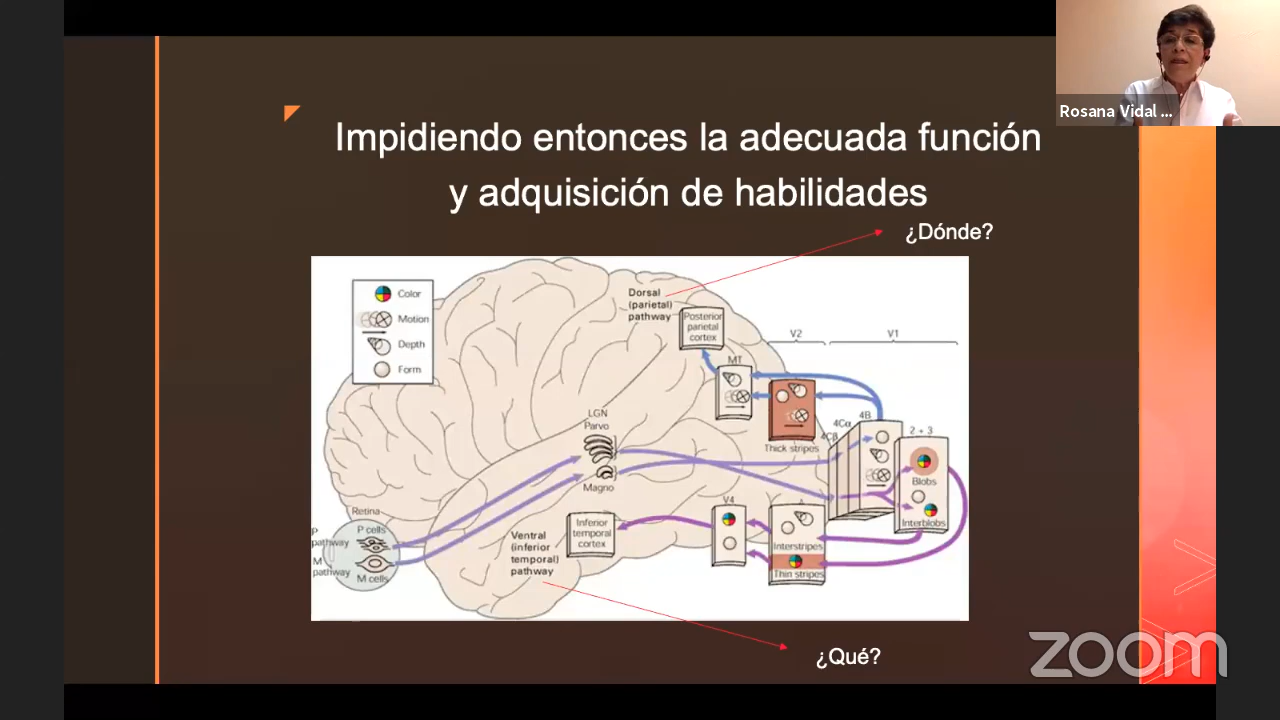 Rosana Vidal ...
Impidiendo entonces la adecuada función
y adquisición de habilidades
¿Dónde?
Color
Motion
Depth
Form
Dorsal
(parietal)
pathway
Posterior
parietal
cortex
V2
V1
MT
LGN
Parvo
Magno
4Cα
4B
4Cβ
2 + 3
Thick stripes
Blobs
Interblobs
V4
Interstripes
Thin stripes
Retina
P cells
P
pathway
M
pathway
M cells
Inferior
temporal
cortex
Ventral
(inferior
temporal)
pathway
¿Qué?
zoom